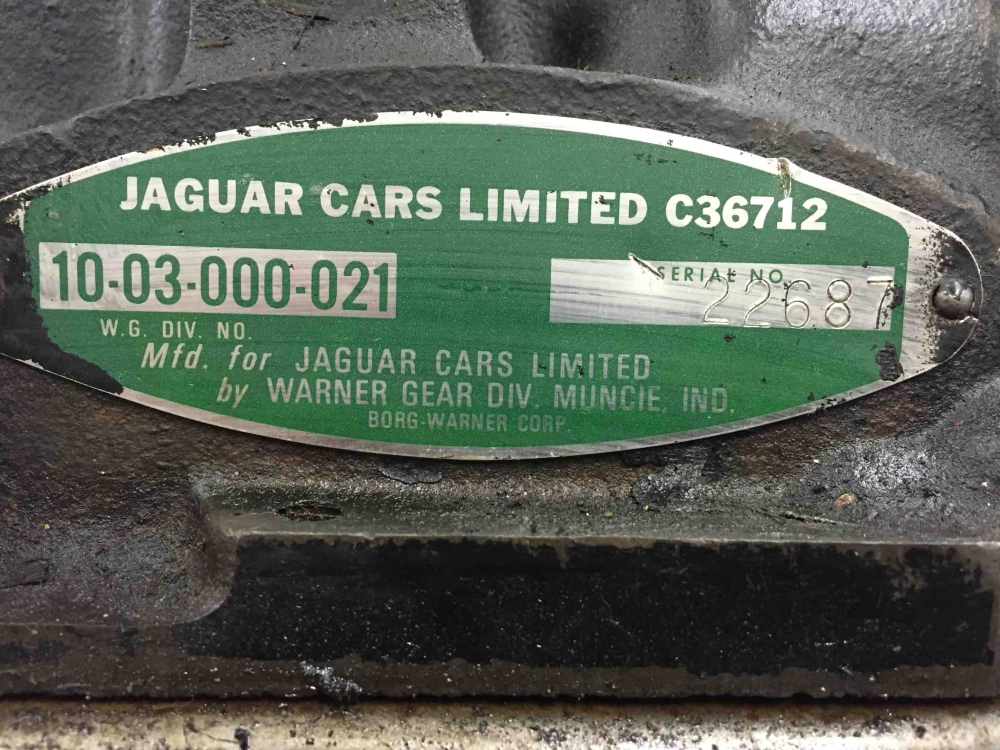 JAGUAR CARS LIMITED C36712
10-03-000-021
SERIAL NO.
22687
W.G. DIV. NO.
Mfd. for JAGUAR CARS LIMITED
by WARNER GEAR DIV. MUNCIE, IND.
BORG-WARNER CORP.